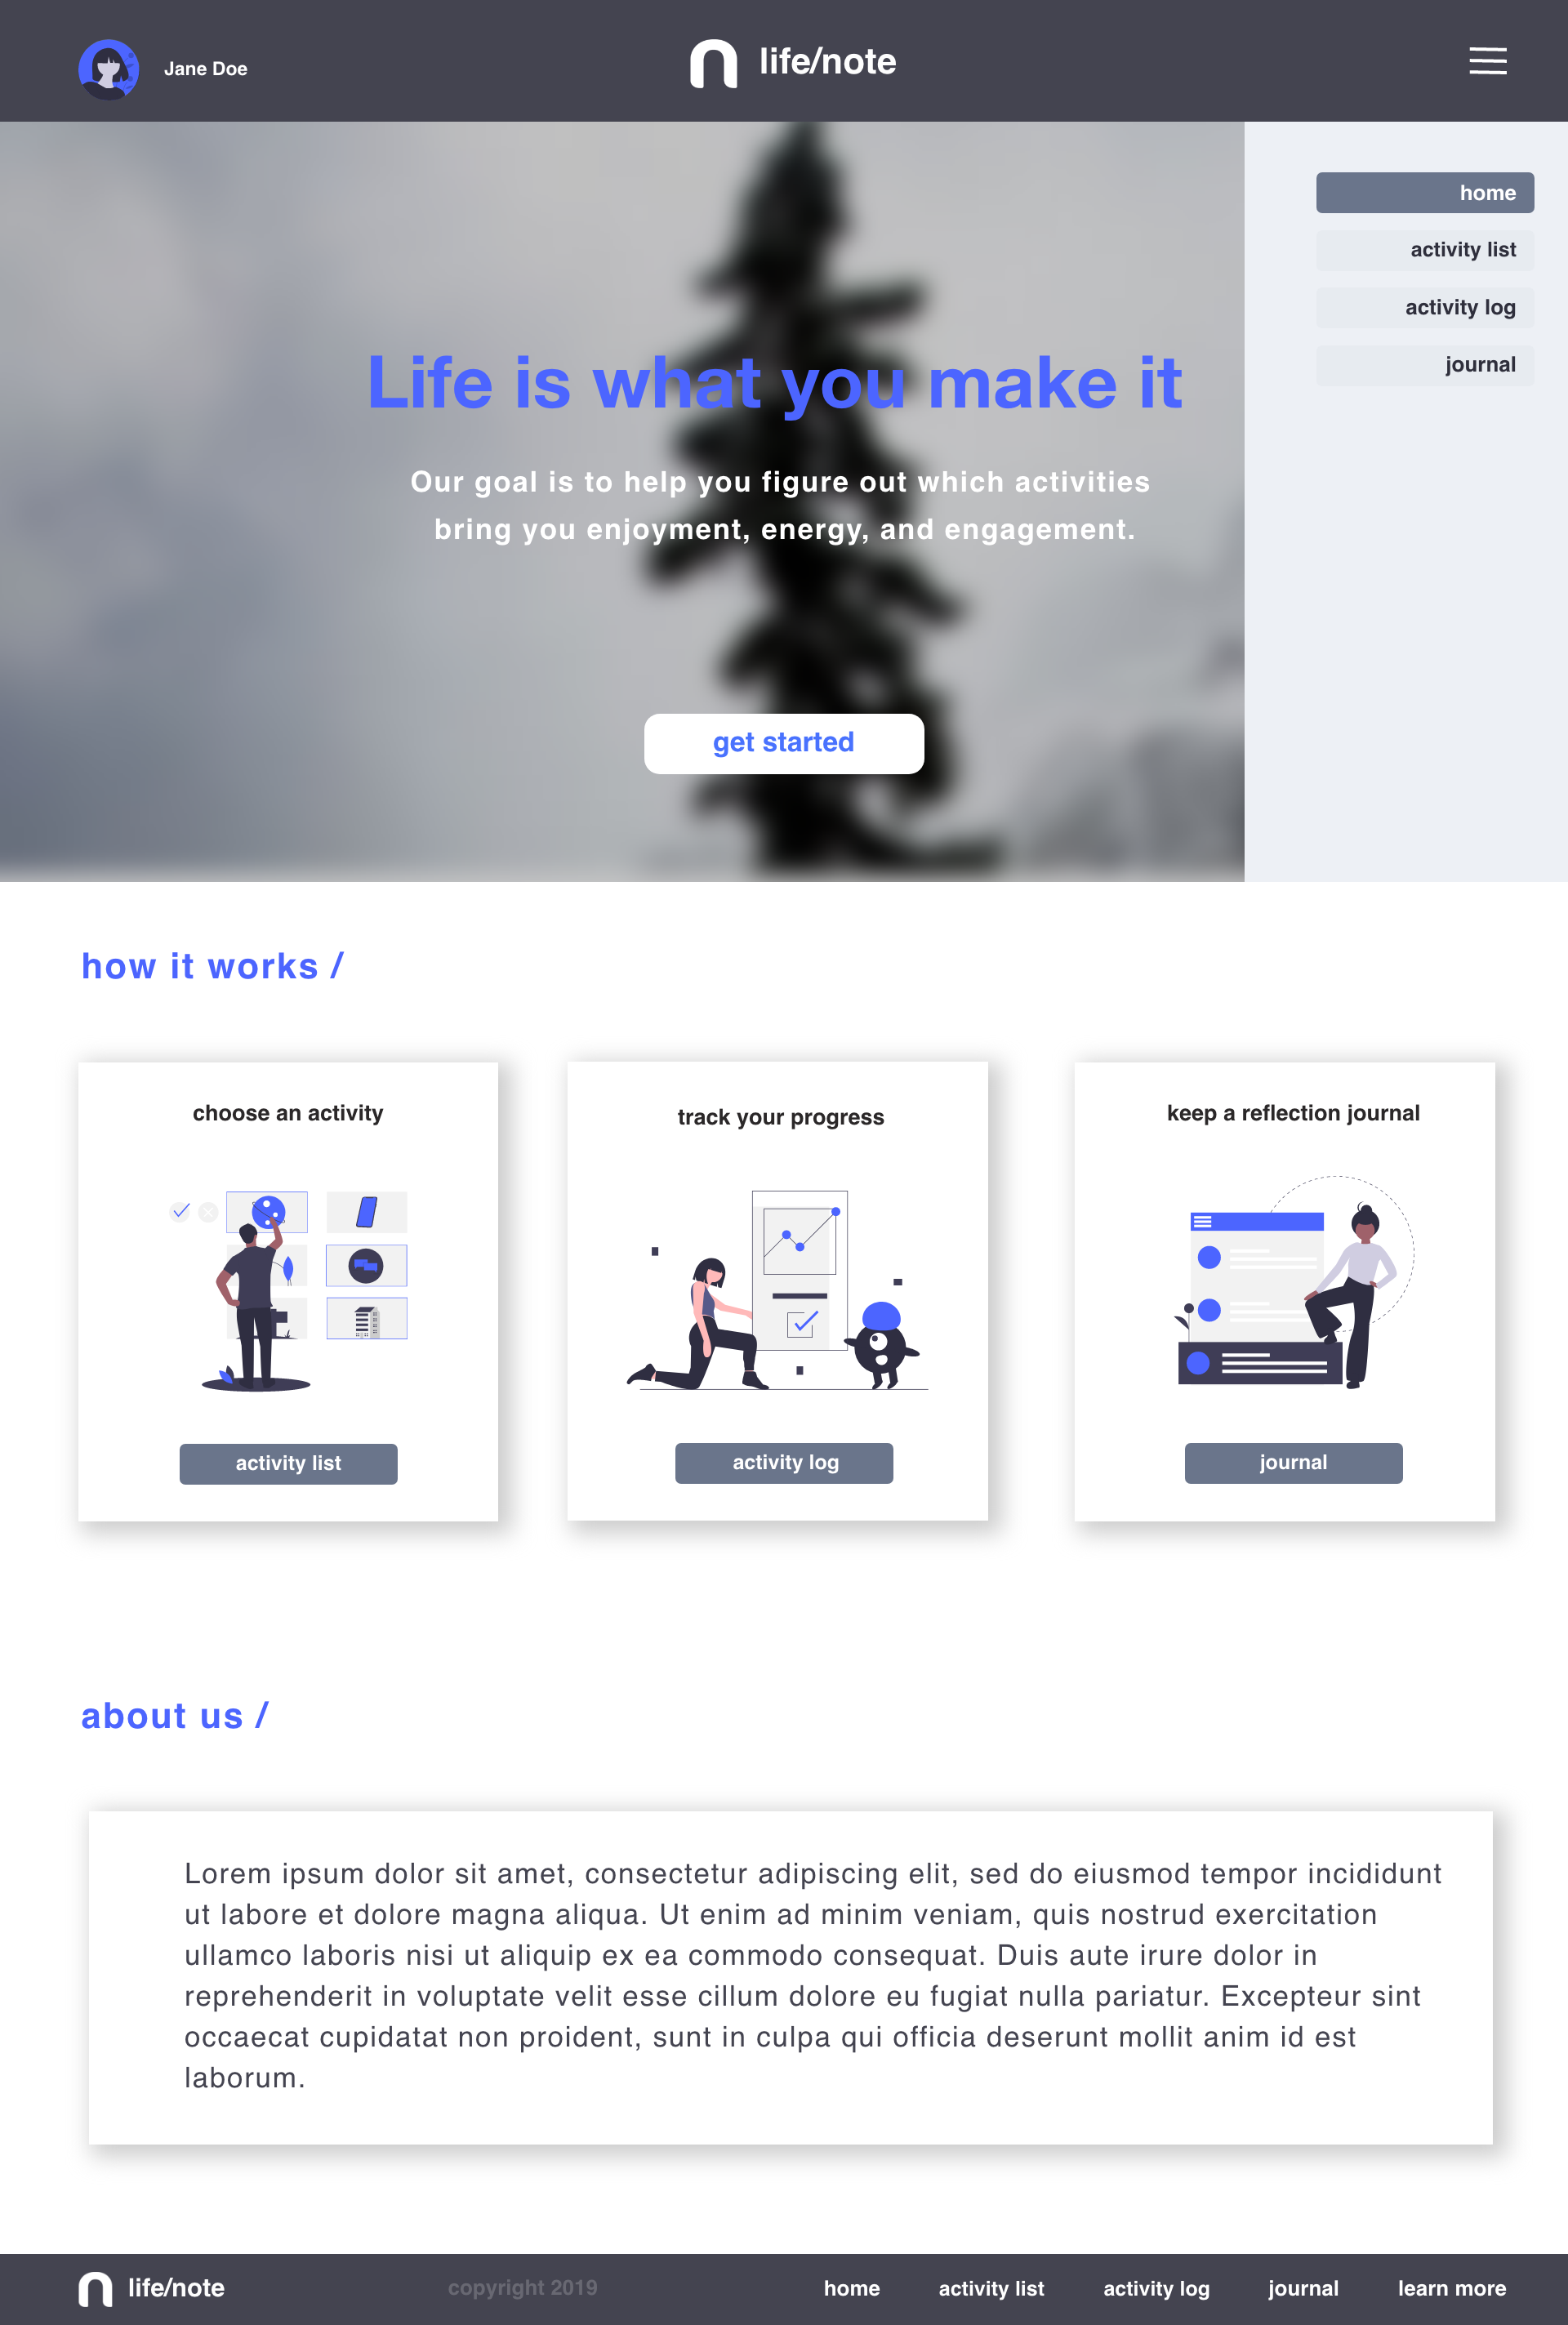 Jane Doe
life/note
home
activity list
activity log
journal
Life is what you make it
Our goal is to help you figure out which activities
bring you enjoyment, energy, and engagement.
get started
how it works /
choose an activity
track your progress
keep a reflection journal
activity list
activity log
journal
about us /
Lorem ipsum dolor sit amet, consectetur adipiscing elit, sed do eiusmod tempor incididunt
ut labore et dolore magna aliqua. Ut enim ad minim veniam, quis nostrud exercitation
ullamco laboris nisi ut aliquip ex ea commodo consequat. Duis aute irure dolor in
reprehenderit in voluptate velit esse cillum dolore eu fugiat nulla pariatur. Excepteur sint
occaecat cupidatat non proident, sunt in culpa qui officia deserunt mollit anim id est
laborum.
life/note
copyright 2019
home
activity list
activity log
journal
learn more